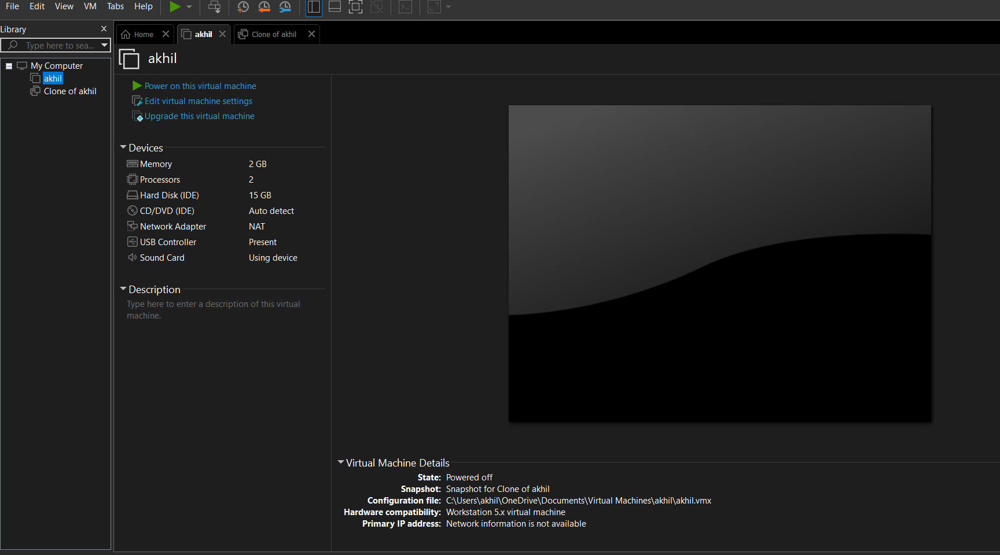 File Edit View VM Tabs Help
Library
Type here to sea...
My Computer
akhil
Clone of akhil
Home
akhil
Clone of akhil
akhil
Power on this virtual machine
Edit virtual machine settings
Upgrade this virtual machine
Devices
Memory 2 GB
Processors 2
Hard Disk (IDE) 15 GB
CD/DVD (IDE) Auto detect
Network Adapter NAT
USB Controller Present
Sound Card Using device
Description
Type here to enter a description of this virtual
machine.
Virtual Machine Details
State: Powered off
Snapshot: Snapshot for Clone of akhil
Configuration file: C:\Users\akhil\OneDrive\Documents\Virtual Machines\akhil\akhil.vmx
Hardware compatibility: Workstation 5.x virtual machine
Primary IP address: Network information is not available